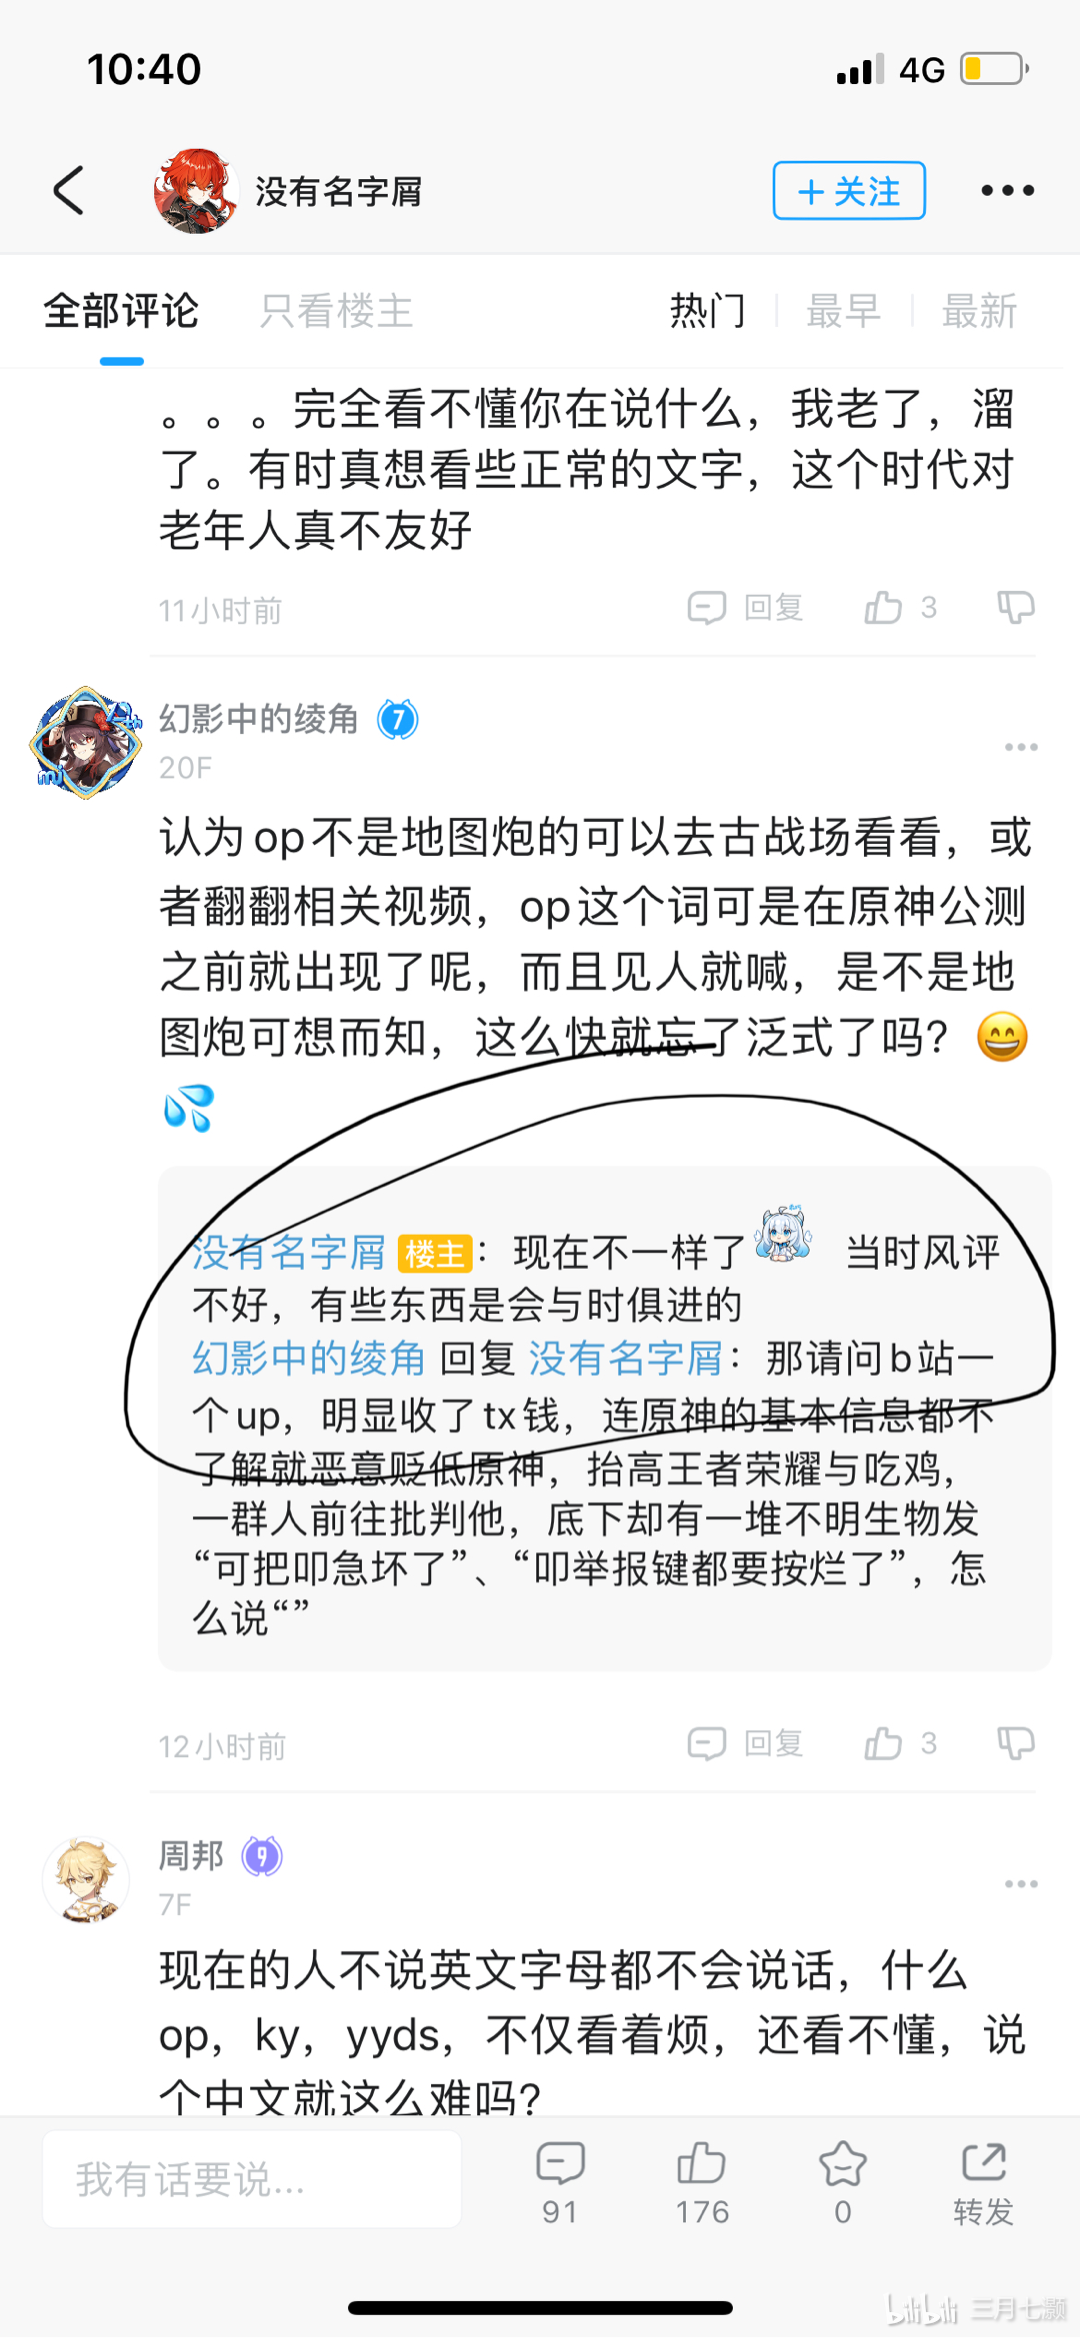 10:40
4G
没有名字屑
+ 关注
全部评论
只看楼主
热门
最早
最新
。。。完全看不懂你在说什么，我老了，溜
了。有时真想看些正常的文字，这个时代对
老年人真不友好
11小时前
回复
3
幻影中的绫角
7
20F
认为op不是地图炮的可以去古战场看看，或
者翻翻相关视频，op这个词可是在原神公测
之前就出现了呢，而且见人就喊，是不是地
图炮可想而知，这么快就忘了泛式了吗？😄
💦
没有名字屑 楼主：现在不一样了 当时风评
不好，有些东西是会与时俱进的
幻影中的绫角 回复 没有名字屑：那请问b站一
个up，明显收了tx钱，连原神的基本信息都不
了解就恶意贬低原神，抬高王者荣耀与吃鸡，
一群人前往批判他，底下却有一堆不明生物发
“可把叩急坏了”、“叩举报键都要按烂了”，怎
么说“”
12小时前
回复
3
周邦
9
7F
现在的人不说英文字母都不会说话，什么
op，ky，yyds，不仅看着烦，还看不懂，说
个中文就这么难吗？
我有话要说...
91
176
0
转发
bilibili 三月七灏